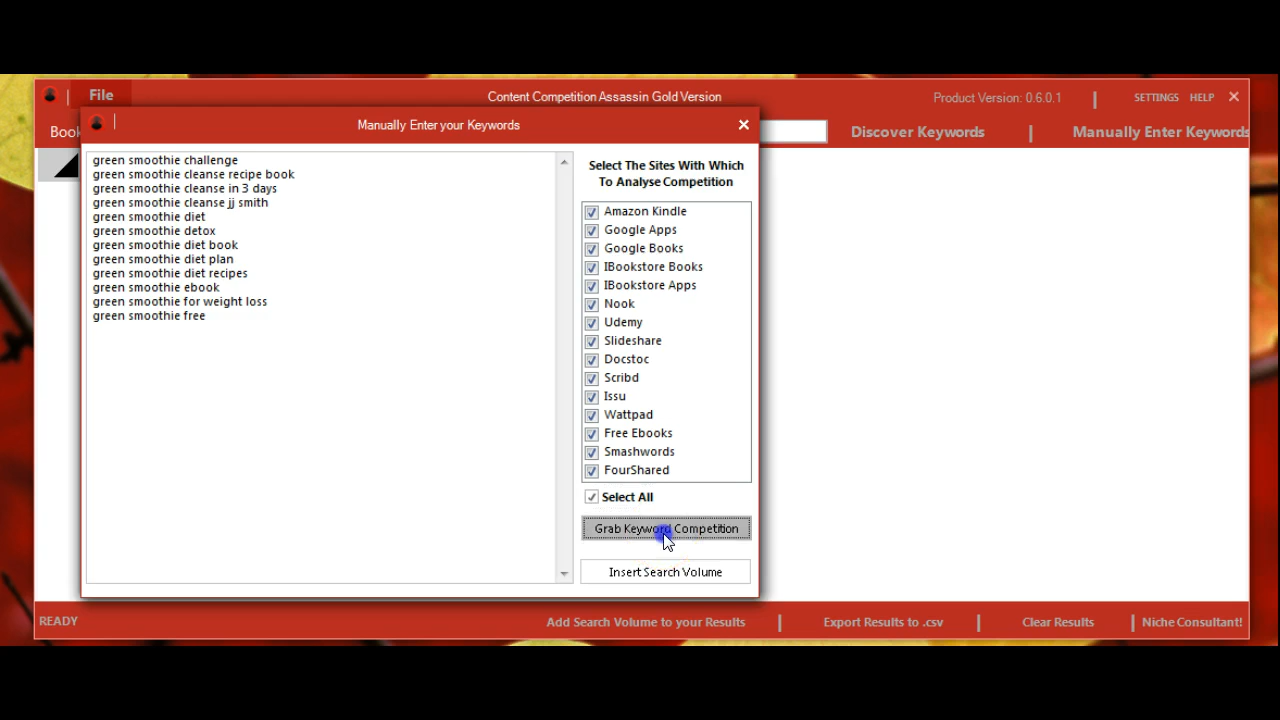 File
Content Competition Assassin Gold Version
Product Version: 0.6.0.1
SETTINGS
HELP
Manually Enter your Keywords
Discover Keywords
Manually Enter Keywords
green smoothie challenge
green smoothie cleanse recipe book
green smoothie cleanse in 3 days
green smoothie cleanse jj smith
green smoothie diet
green smoothie detox
green smoothie diet book
green smoothie diet plan
green smoothie diet recipes
green smoothie ebook
green smoothie for weight loss
green smoothie free
Select The Sites With Which
To Analyse Competition
Amazon Kindle
Google Apps
Google Books
IBookstore Books
IBookstore Apps
Nook
Udemy
Slideshare
Docstoc
Scribd
Issu
Wattpad
Free Ebooks
Smashwords
FourShared
Select All
Grab Keyword Competition
Insert Search Volume
READY
Add Search Volume to your Results
Export Results to .csv
Clear Results
Niche Consultant!